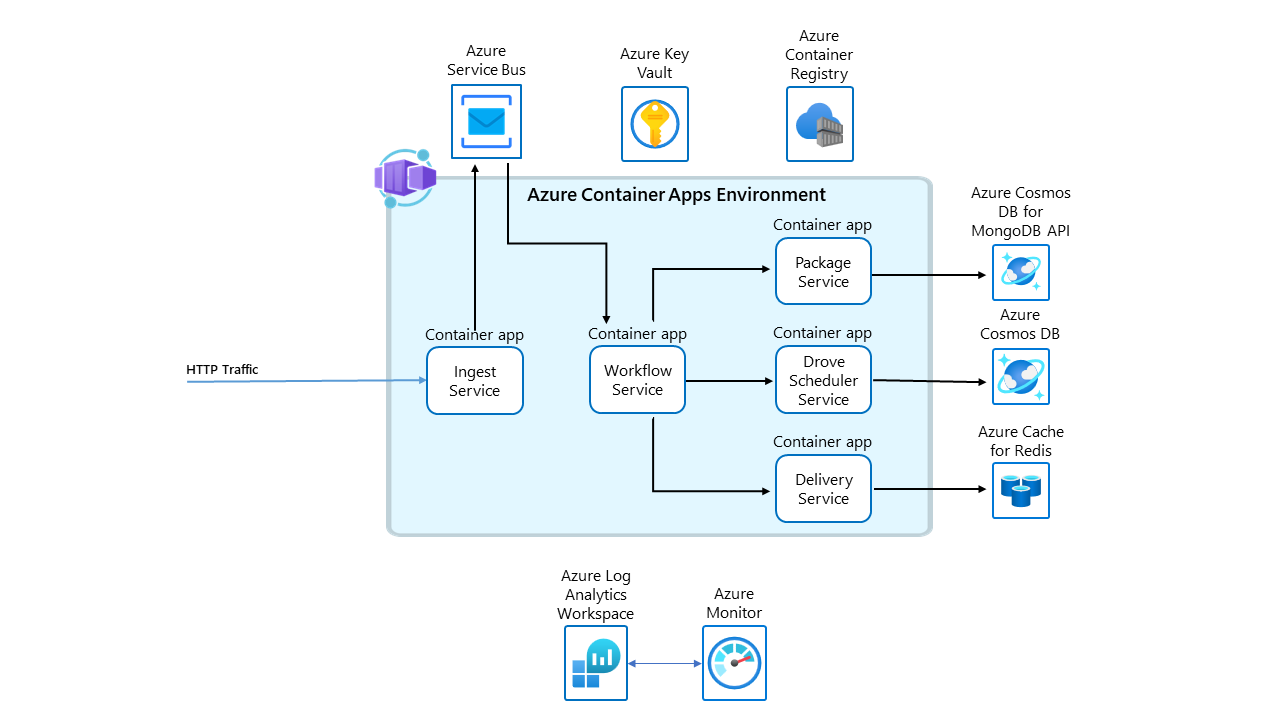 Azure
Service Bus
Azure Key
Vault
Azure
Container
Registry
Azure Container Apps Environment
Azure Cosmos
DB for
MongoDB API
Container app
Package
Service
Azure
Cosmos DB
Container app
Ingest
Service
Container app
Workflow
Service
Container app
Drove
Scheduler
Service
HTTP Traffic
Azure Cache
for Redis
Container app
Delivery
Service
Azure Log
Analytics
Workspace
Azure
Monitor